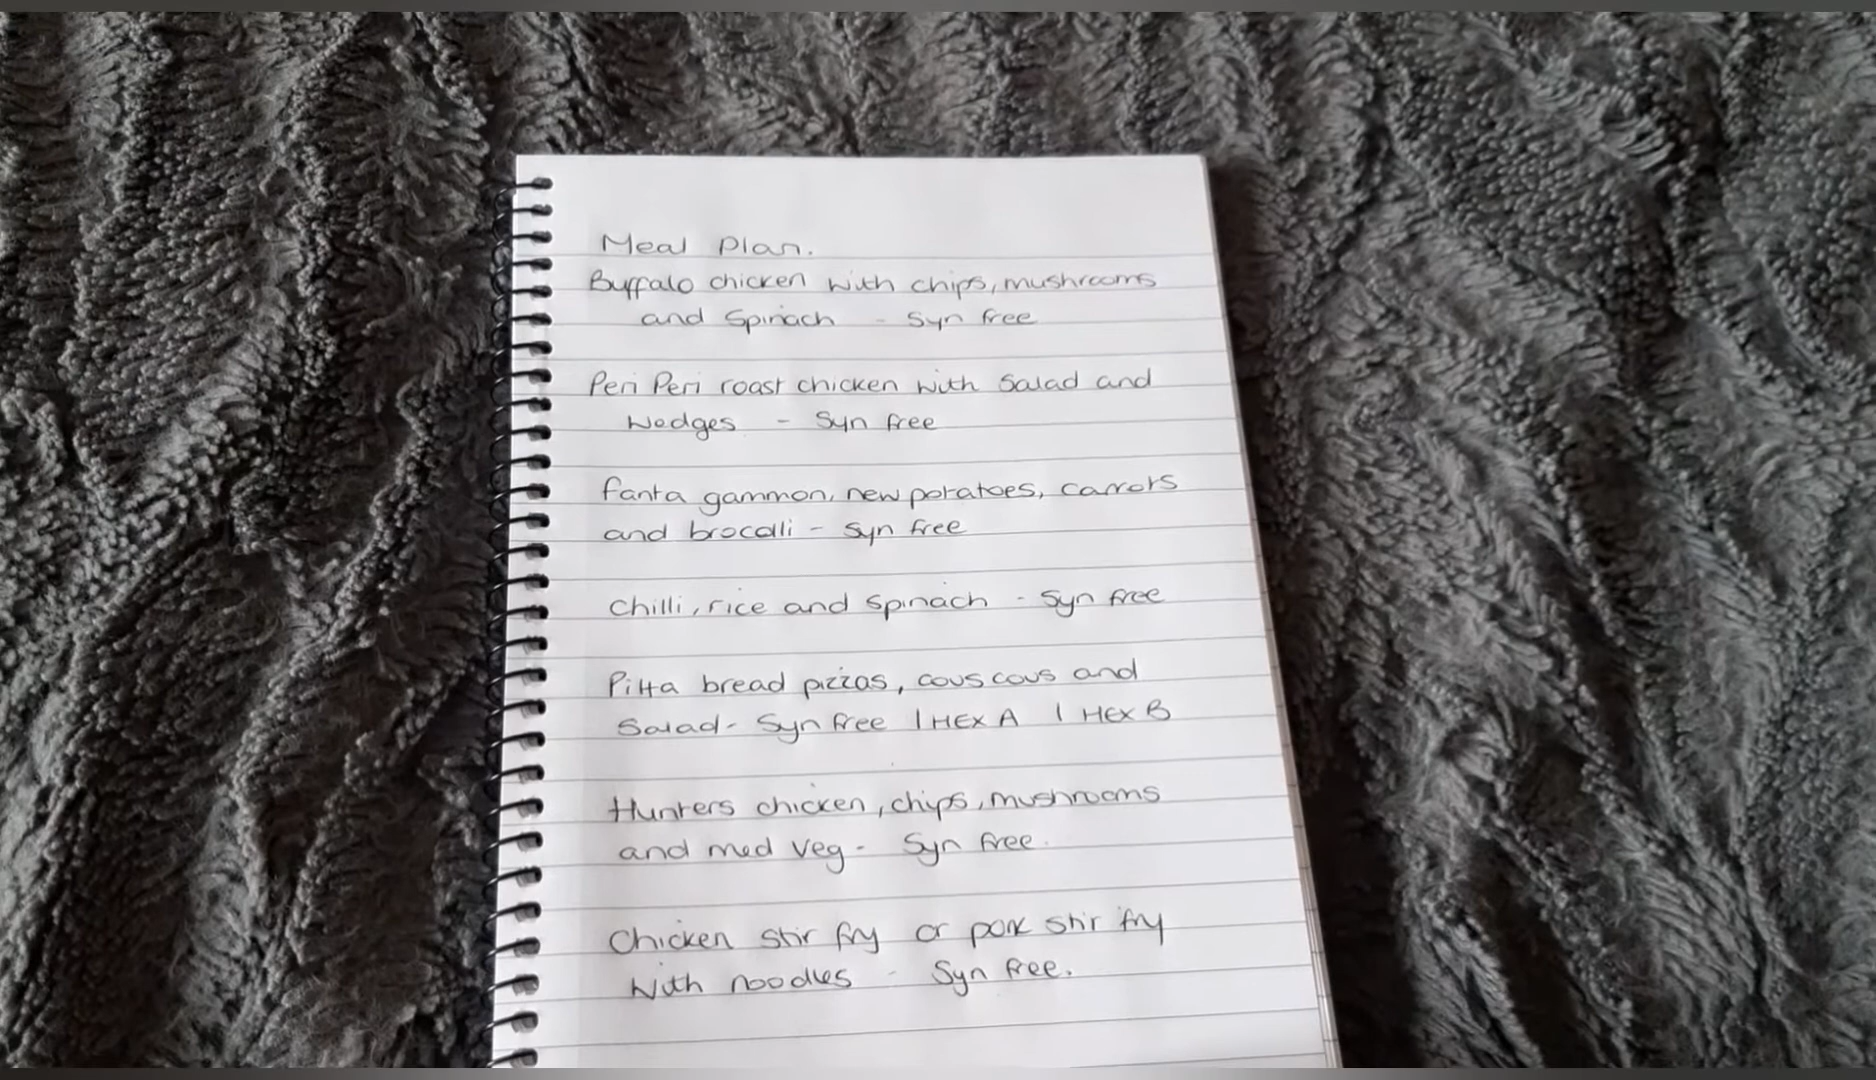 Meal Plan.
Buffalo chicken with chips, mushrooms
and Spinach - Syn free
Peri Peri roast chicken with Salad and
Wedges - Syn free
fanta gammon, new potatoes, carrots
and brocolli - Syn free
Chilli, rice and spinach - Syn free
Pitta bread pizzas, couscous and
Salad - Syn free 1 HEX A 1 HEX B
Hunters chicken, chips, mushrooms
and med veg - Syn free.
Chicken stir fry or pork stir fry
with noodles - Syn free.